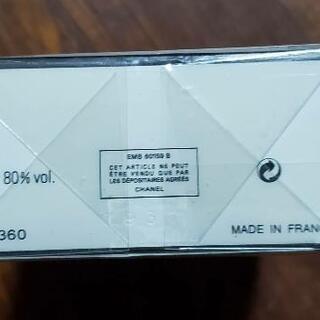 EMB 60159 B
CET ARTICLE NE PEUT
ÊTRE VENDU QUE PAR
LES DÉPOSITAIRES AGRÉÉS
CHANEL
80% vol.
360
MADE IN FRANC